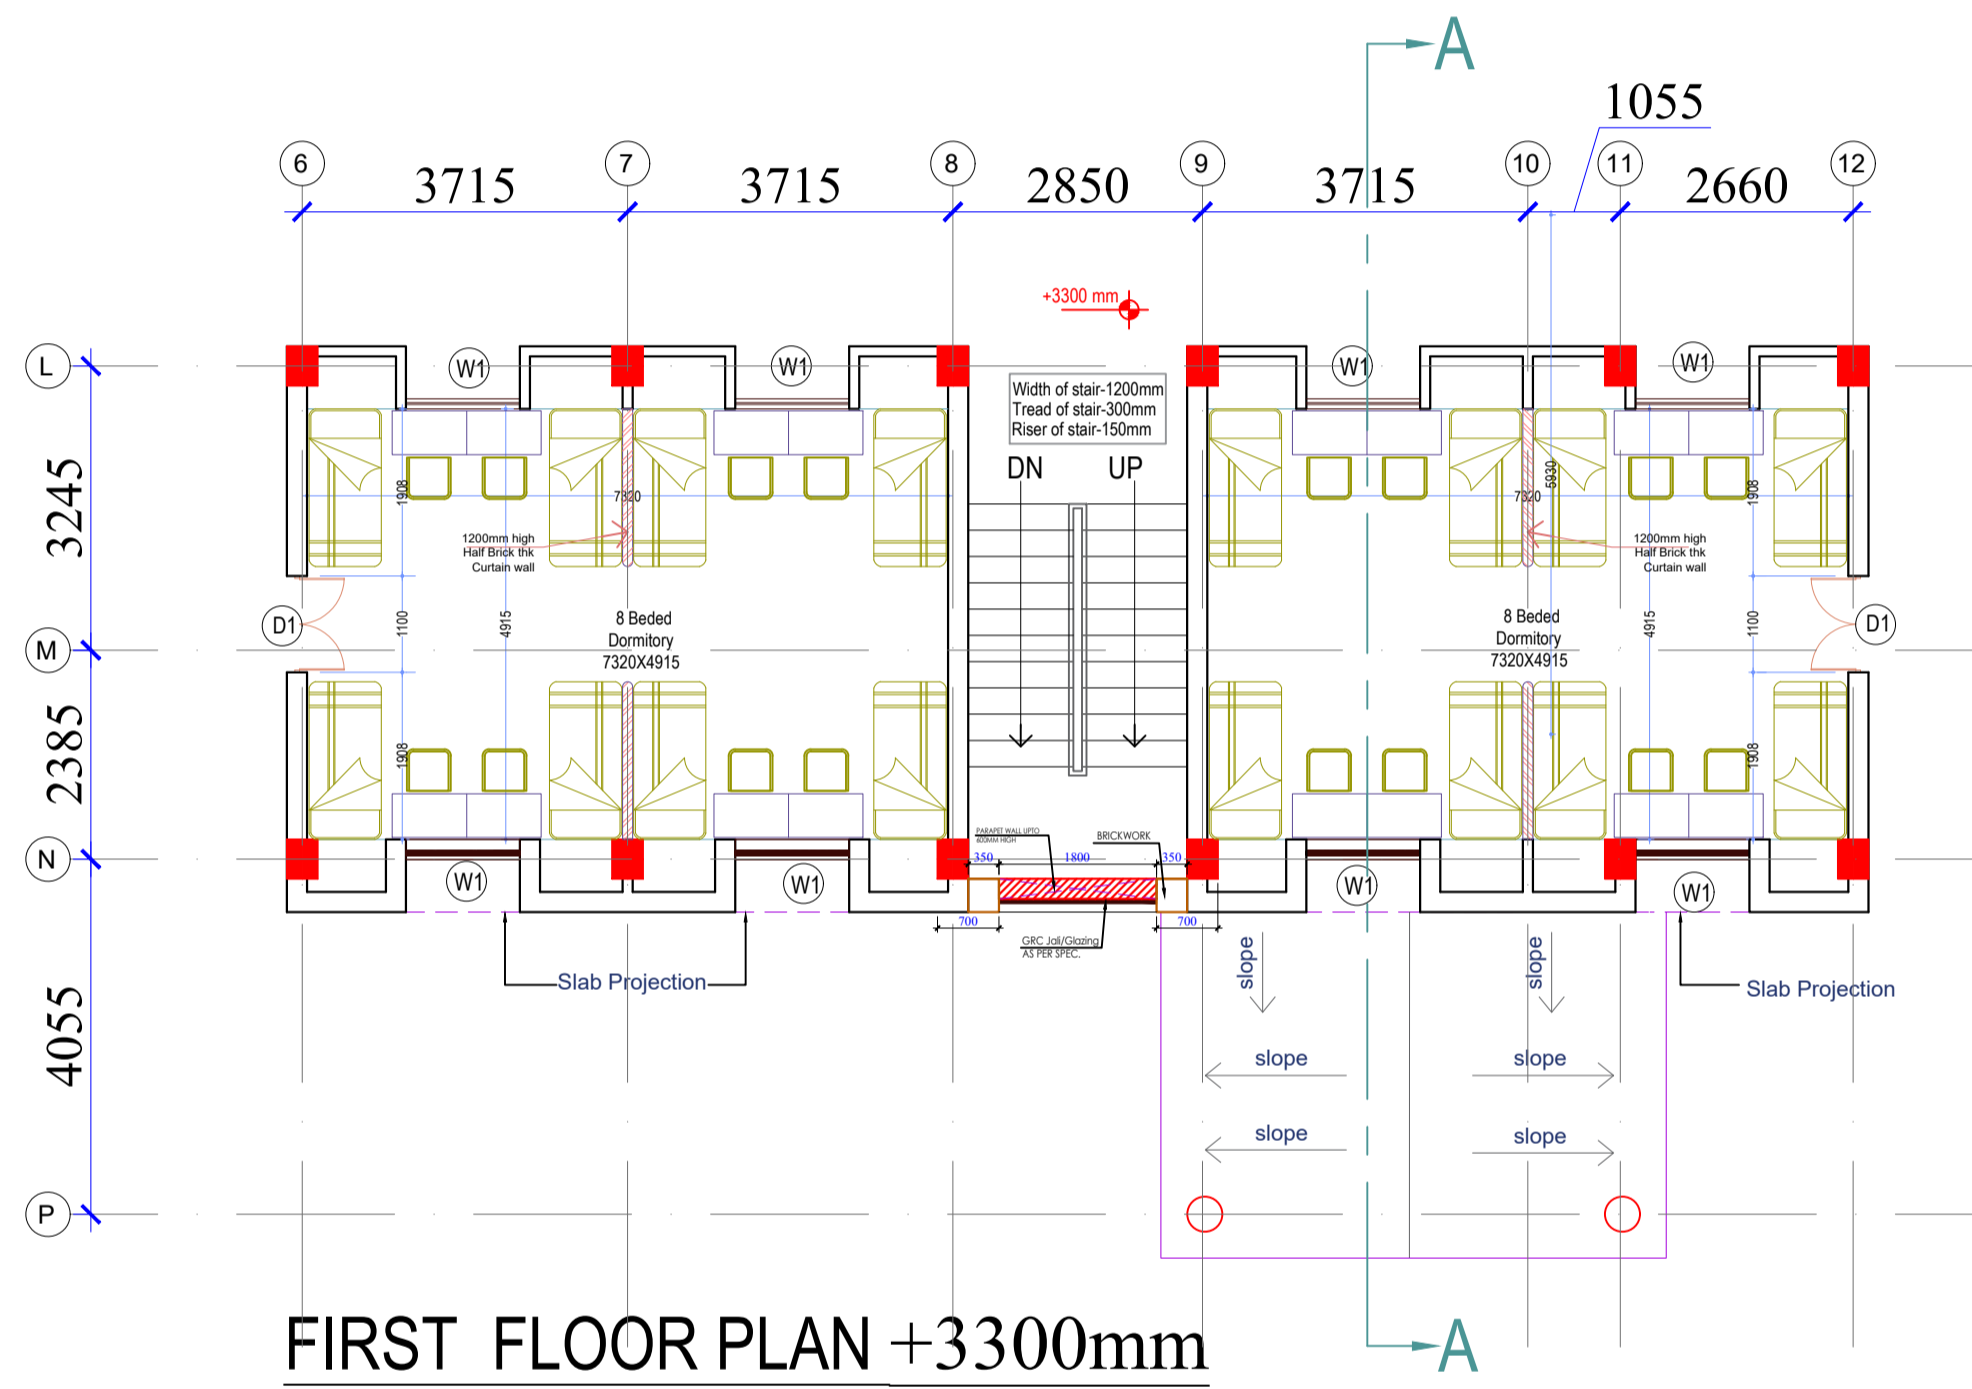 A
1055
6
7
8
9
10
11
12
3715
3715
2850
3715
2660
+3300 mm
L
W1
W1
W1
W1
Width of stair-1200mm
Tread of stair-300mm
Riser of stair-150mm
DN
UP
3245
1908
7320
7320
5930
1908
1200mm high
Half Brick thk
Curtain wall
1200mm high
Half Brick thk
Curtain wall
D1
1100
4915
8 Beded
Dormitory
7320X4915
8 Beded
Dormitory
7320X4915
4915
1100
D1
M
2385
1908
1908
PARAPET WALL UPTO
600MM HIGH
BRICKWORK
N
350
1800
350
W1
W1
W1
W1
700
700
GRC Jali/Glazing
AS PER SPEC.
Slab Projection
slope
slope
Slab Projection
4055
slope
slope
slope
slope
P
FIRST FLOOR PLAN +3300mm
A